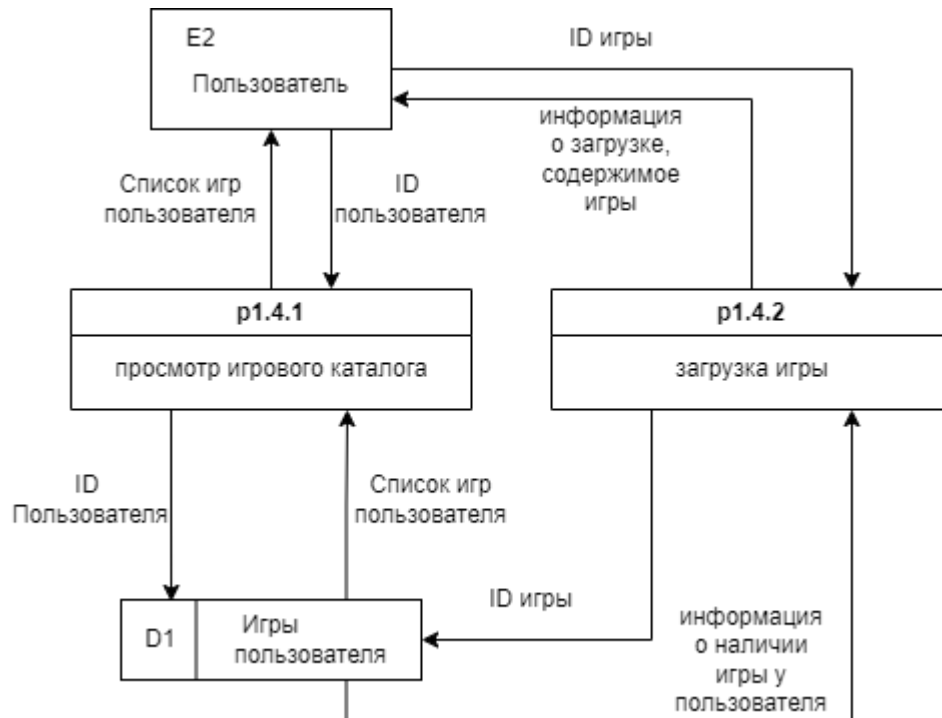 E2
Пользователь
ID игры
информация
о загрузке,
содержимое
игры
Список игр
пользователя
ID
пользователя
p1.4.1
просмотр игрового каталога
p1.4.2
загрузка игры
ID
Пользователя
Список игр
пользователя
D1
Игры
пользователя
ID игры
информация
о наличии
игры у
пользователя